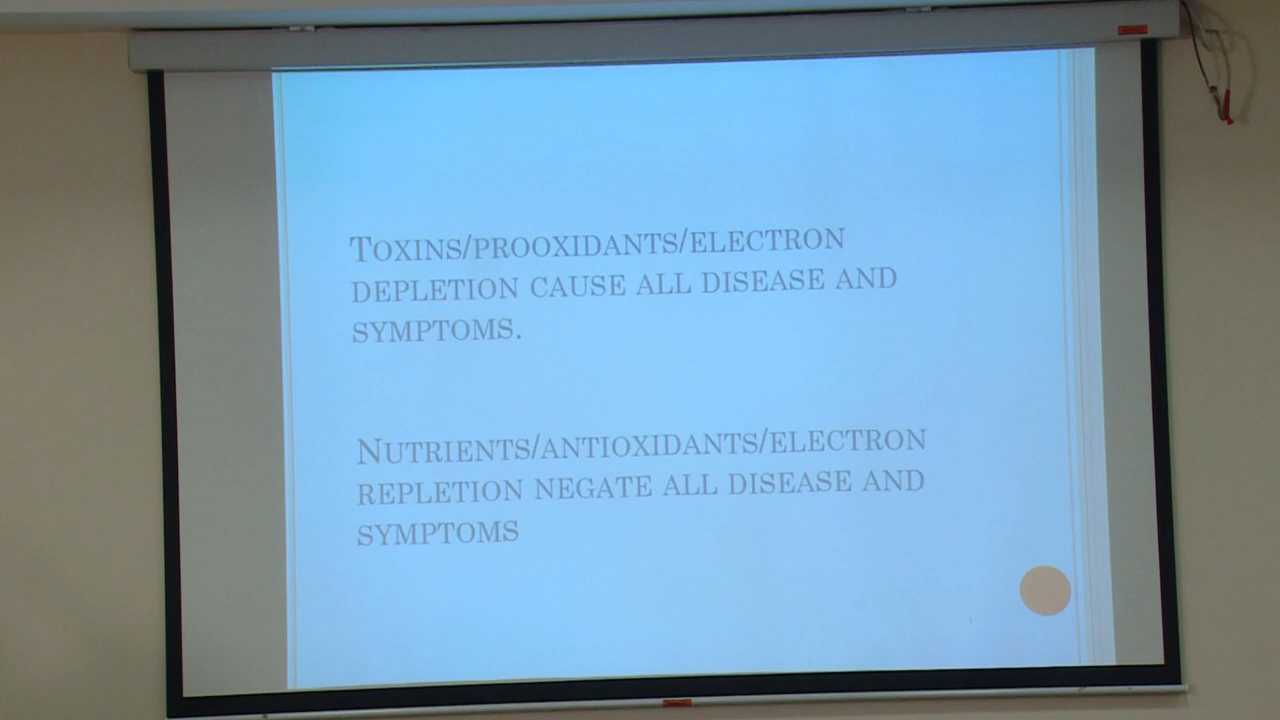 Toxins/prooxidants/electron
depletion cause all disease and
symptoms.
Nutrients/antioxidants/electron
repletion negate all disease and
symptoms